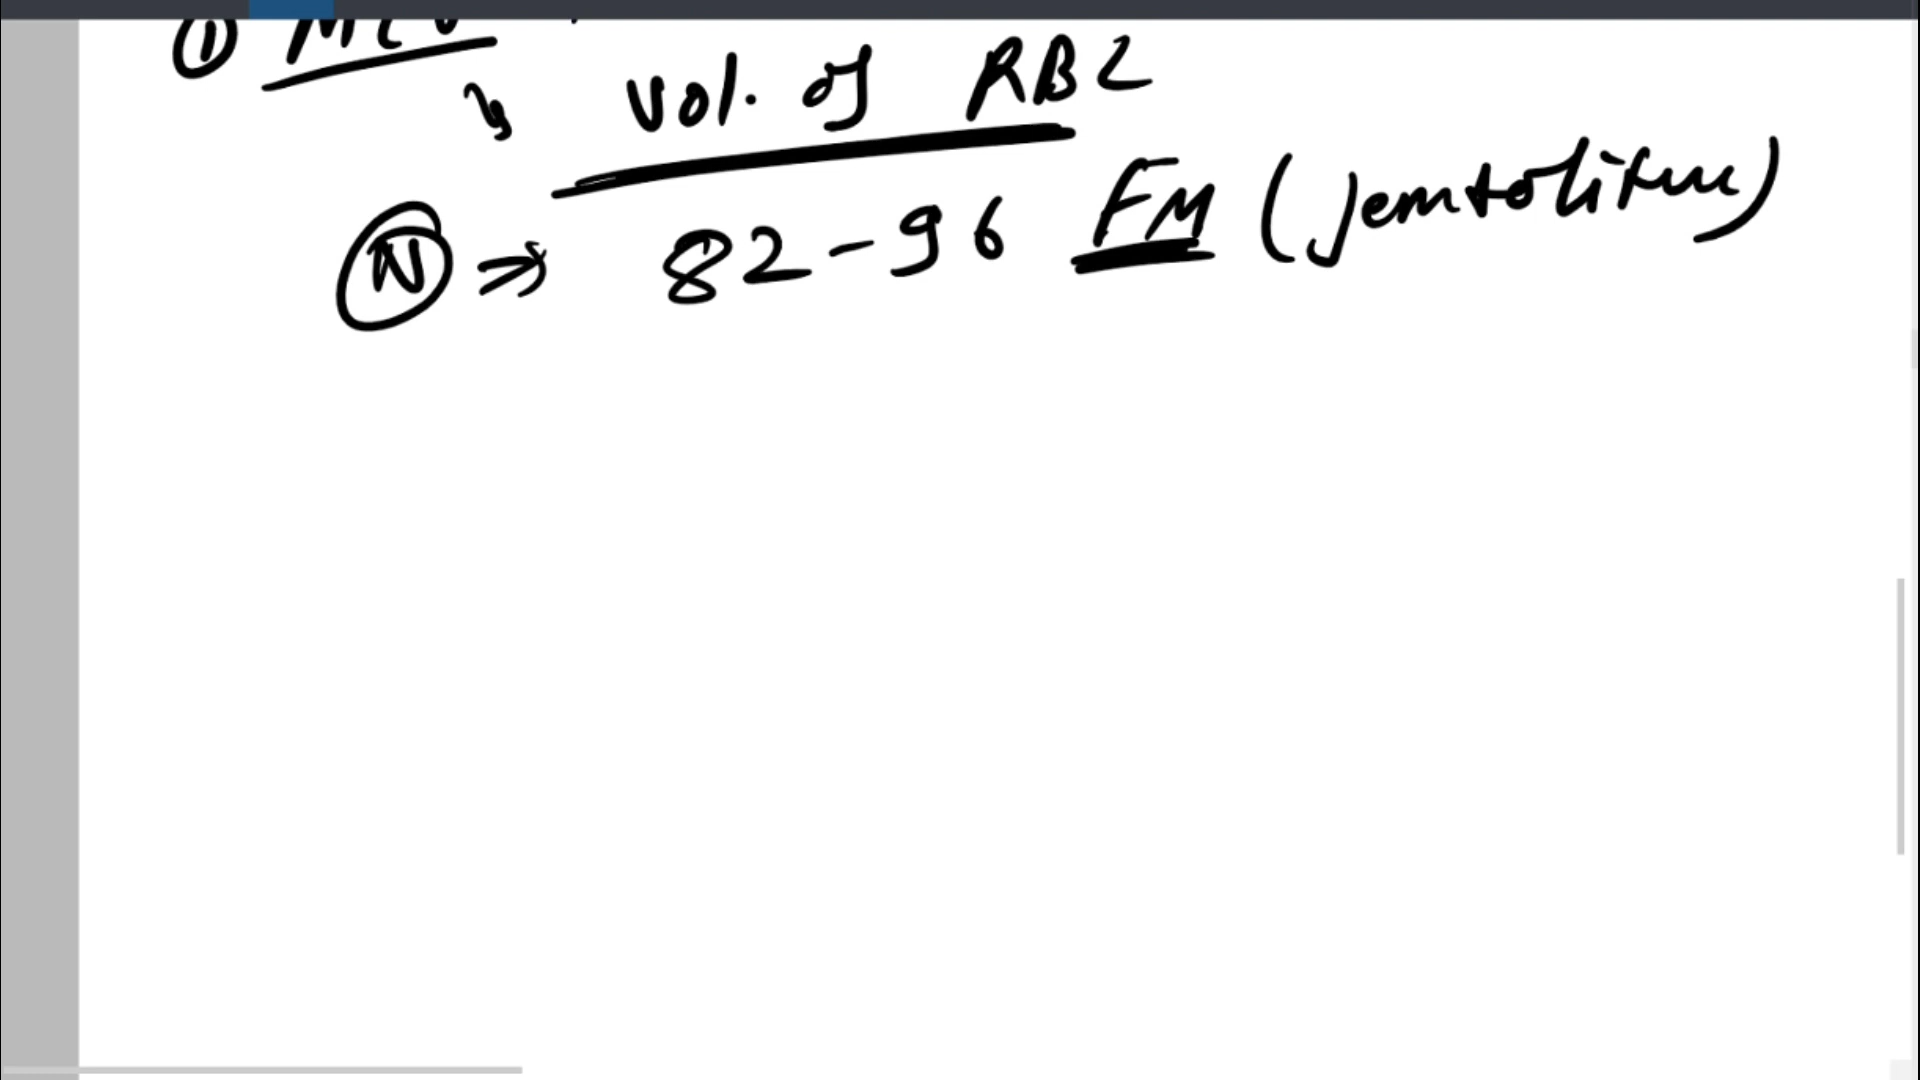 ① MCV
↳ Vol. of RBC
Ⓝ ⇒ 82-96 FM (femtoliter)